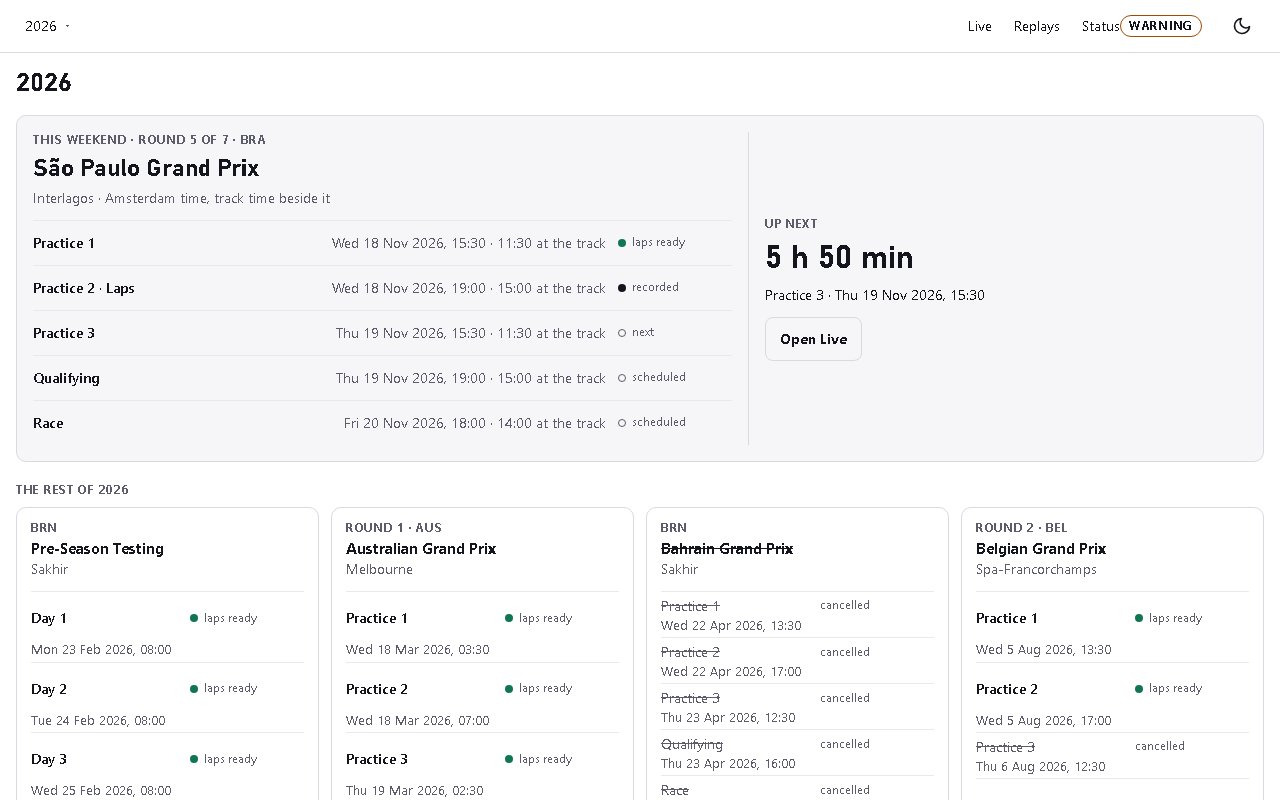 2026
Live Replays Status WARNING
2026
THIS WEEKEND · ROUND 5 OF 7 · BRA
São Paulo Grand Prix
Interlagos · Amsterdam time, track time beside it
Practice 1 Wed 18 Nov 2026, 15:30 · 11:30 at the track laps ready
Practice 2 · Laps Wed 18 Nov 2026, 19:00 · 15:00 at the track recorded
Practice 3 Thu 19 Nov 2026, 15:30 · 11:30 at the track next
Qualifying Thu 19 Nov 2026, 19:00 · 15:00 at the track scheduled
Race Fri 20 Nov 2026, 18:00 · 14:00 at the track scheduled
UP NEXT
5 h 50 min
Practice 3 · Thu 19 Nov 2026, 15:30
Open Live
THE REST OF 2026
BRN
Pre-Season Testing
Sakhir
Day 1 laps ready
Mon 23 Feb 2026, 08:00
Day 2 laps ready
Tue 24 Feb 2026, 08:00
Day 3 laps ready
Wed 25 Feb 2026, 08:00
ROUND 1 · AUS
Australian Grand Prix
Melbourne
Practice 1 laps ready
Wed 18 Mar 2026, 03:30
Practice 2 laps ready
Wed 18 Mar 2026, 07:00
Practice 3 laps ready
Thu 19 Mar 2026, 02:30
BRN
Bahrain Grand Prix
Sakhir
Practice 1 cancelled
Wed 22 Apr 2026, 13:30
Practice 2 cancelled
Wed 22 Apr 2026, 17:00
Practice 3 cancelled
Thu 23 Apr 2026, 12:30
Qualifying cancelled
Thu 23 Apr 2026, 16:00
Race cancelled
ROUND 2 · BEL
Belgian Grand Prix
Spa-Francorchamps
Practice 1 laps ready
Wed 5 Aug 2026, 13:30
Practice 2 laps ready
Wed 5 Aug 2026, 17:00
Practice 3 cancelled
Thu 6 Aug 2026, 12:30